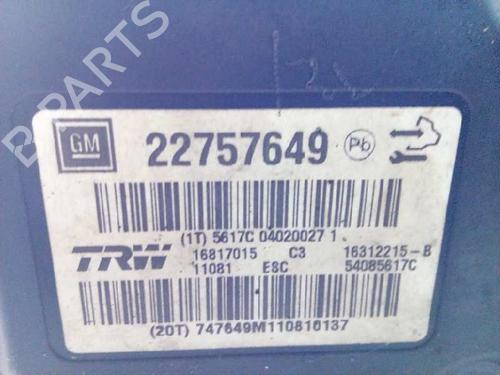 B PARTS
GM 22757649 Pb
(1T) 5617C 04020027 1
TRW 16817015 C3 16312215-B
11081 ESC 54085617C
(20T) 747649M110810137